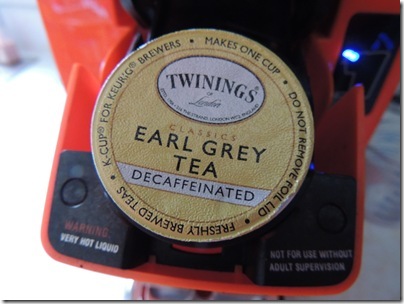 K-CUP® FOR KEURIG® BREWERS • MAKES ONE CUP • DO NOT REMOVE FOIL LID • FRESHLY BREWED TEAS •
TWININGS®
London
CLASSICS
EARL GREY
TEA
DECAFFEINATED
WARNING:
VERY HOT LIQUID
NOT FOR USE WITHOUT
ADULT SUPERVISION